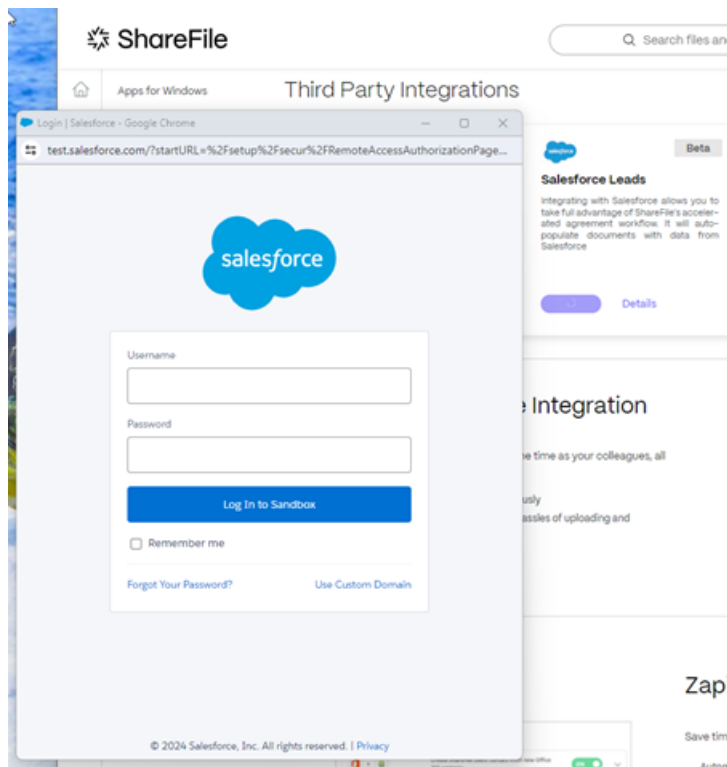 ShareFile
Search files an
Apps for Windows
Third Party Integrations
Login | Salesforce - Google Chrome
test.salesforce.com/?startURL=%2Fsetup%2Fsecur%2FRemoteAccessAuthorizationPage...
salesforce
Username
Password
Log In to Sandbox
Remember me
Forgot Your Password?
Use Custom Domain
© 2024 Salesforce, Inc. All rights reserved. | Privacy
salesforce
Beta
Salesforce Leads
Integrating with Salesforce allows you to
take full advantage of ShareFile's acceler-
ated agreement workflow. It will auto-
populate documents with data from
Salesforce
Details
Integration
e time as your colleagues, all
usly
assles of uploading and
Zap
Save tim